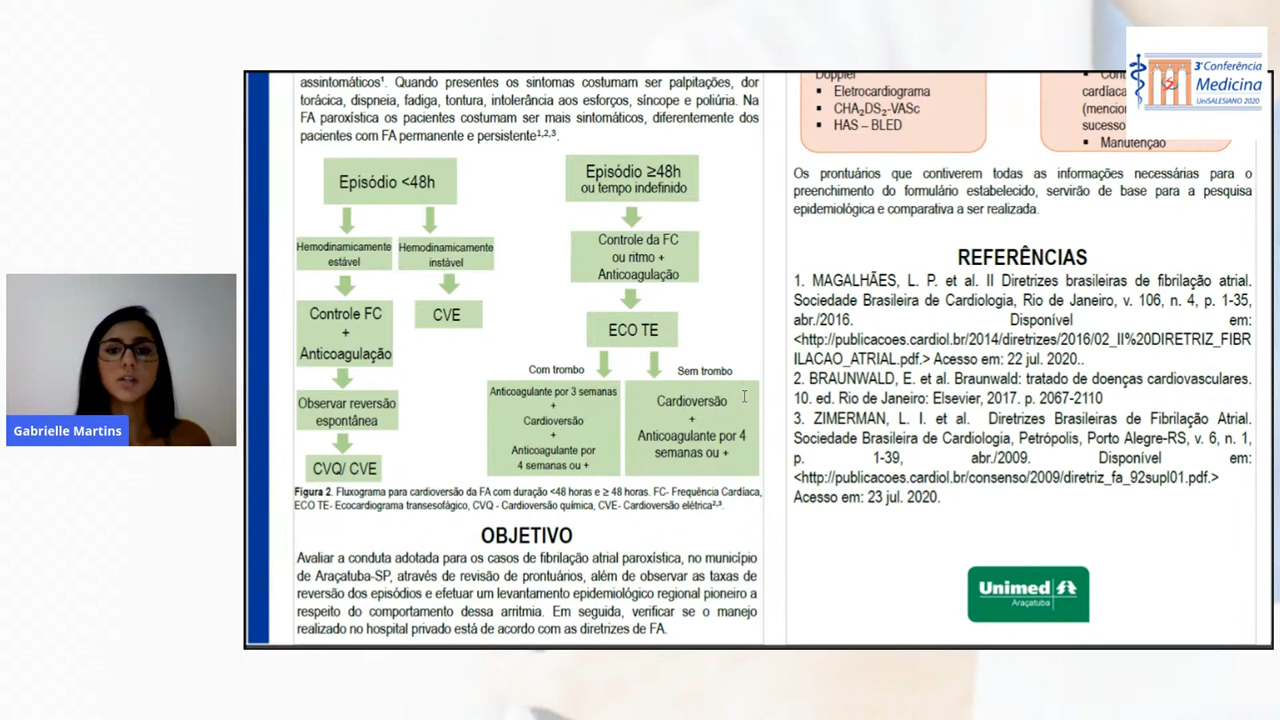 3ª Conferência
Medicina
UniSALESIANO 2020
Gabrielle Martins
assintomáticos¹. Quando presentes os sintomas costumam ser palpitações, dor
torácica, dispneia, fadiga, tontura, intolerância aos esforços, síncope e poliúria. Na
FA paroxística os pacientes costumam ser mais sintomáticos, diferentemente dos
pacientes com FA permanente e persistente¹,²,³.
Episódio <48h
Hemodinamicamente
estável
Hemodinamicamente
instável
Controle FC
+
Anticoagulação
CVE
Observar reversão
espontânea
CVQ/ CVE
Episódio ≥48h
ou tempo indefinido
Controle da FC
ou ritmo +
Anticoagulação
ECO TE
Com trombo
Sem trombo
Anticoagulante por 3 semanas
+
Cardioversão
+
Anticoagulante por
4 semanas ou +
Cardioversão
+
Anticoagulante por 4
semanas ou +
Figura 2. Fluxograma para cardioversão da FA com duração <48 horas e ≥ 48 horas. FC- Frequência Cardíaca,
ECO TE- Ecocardiograma transesofágico, CVQ - Cardioversão química, CVE- Cardioversão elétrica²,³.
OBJETIVO
Avaliar a conduta adotada para os casos de fibrilação atrial paroxística, no município
de Araçatuba-SP, através de revisão de prontuários, além de observar as taxas de
reversão dos episódios e efetuar um levantamento epidemiológico regional pioneiro a
respeito do comportamento dessa arritmia. Em seguida, verificar se o manejo
realizado no hospital privado está de acordo com as diretrizes de FA.
Doppler
▪ Eletrocardiograma
▪ CHA₂DS₂-VASc
▪ HAS – BLED
cardíaca
(mencion
sucesso
▪ Manutenção
Os prontuários que contiverem todas as informações necessárias para o
preenchimento do formulário estabelecido, servirão de base para a pesquisa
epidemiológica e comparativa a ser realizada.
REFERÊNCIAS
1. MAGALHÃES, L. P. et al. II Diretrizes brasileiras de fibrilação atrial.
Sociedade Brasileira de Cardiologia, Rio de Janeiro, v. 106, n. 4, p. 1-35,
abr./2016. Disponível em:
<http://publicacoes.cardiol.br/2014/diretrizes/2016/02_II%20DIRETRIZ_FIBR
ILACAO_ATRIAL.pdf.> Acesso em: 22 jul. 2020..
2. BRAUNWALD, E. et al. Braunwald: tratado de doenças cardiovasculares.
10. ed. Rio de Janeiro: Elsevier, 2017. p. 2067-2110
3. ZIMERMAN, L. I. et al. Diretrizes Brasileiras de Fibrilação Atrial.
Sociedade Brasileira de Cardiologia, Petrópolis, Porto Alegre-RS, v. 6, n. 1,
p. 1-39, abr./2009. Disponível em:
<http://publicacoes.cardiol.br/consenso/2009/diretriz_fa_92supl01.pdf.>
Acesso em: 23 jul. 2020.
Unimed
Araçatuba